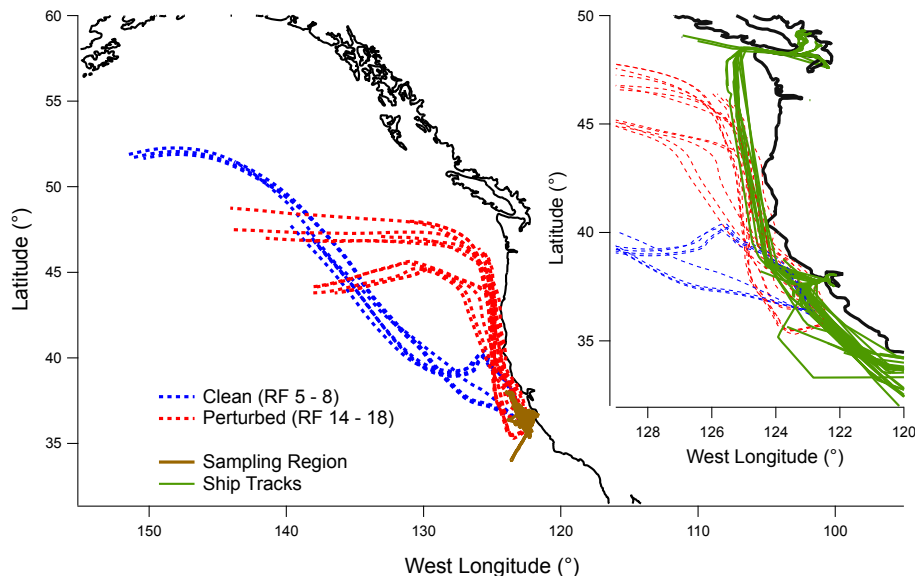 60
55
50
45
40
35
Latitude (°)
150
140
130
120
110
100
West Longitude (°)
Clean (RF 5 - 8)
Perturbed (RF 14 - 18)
Sampling Region
Ship Tracks
50
45
40
35
Latitude (°)
128
126
124
122
120
West Longitude (°)